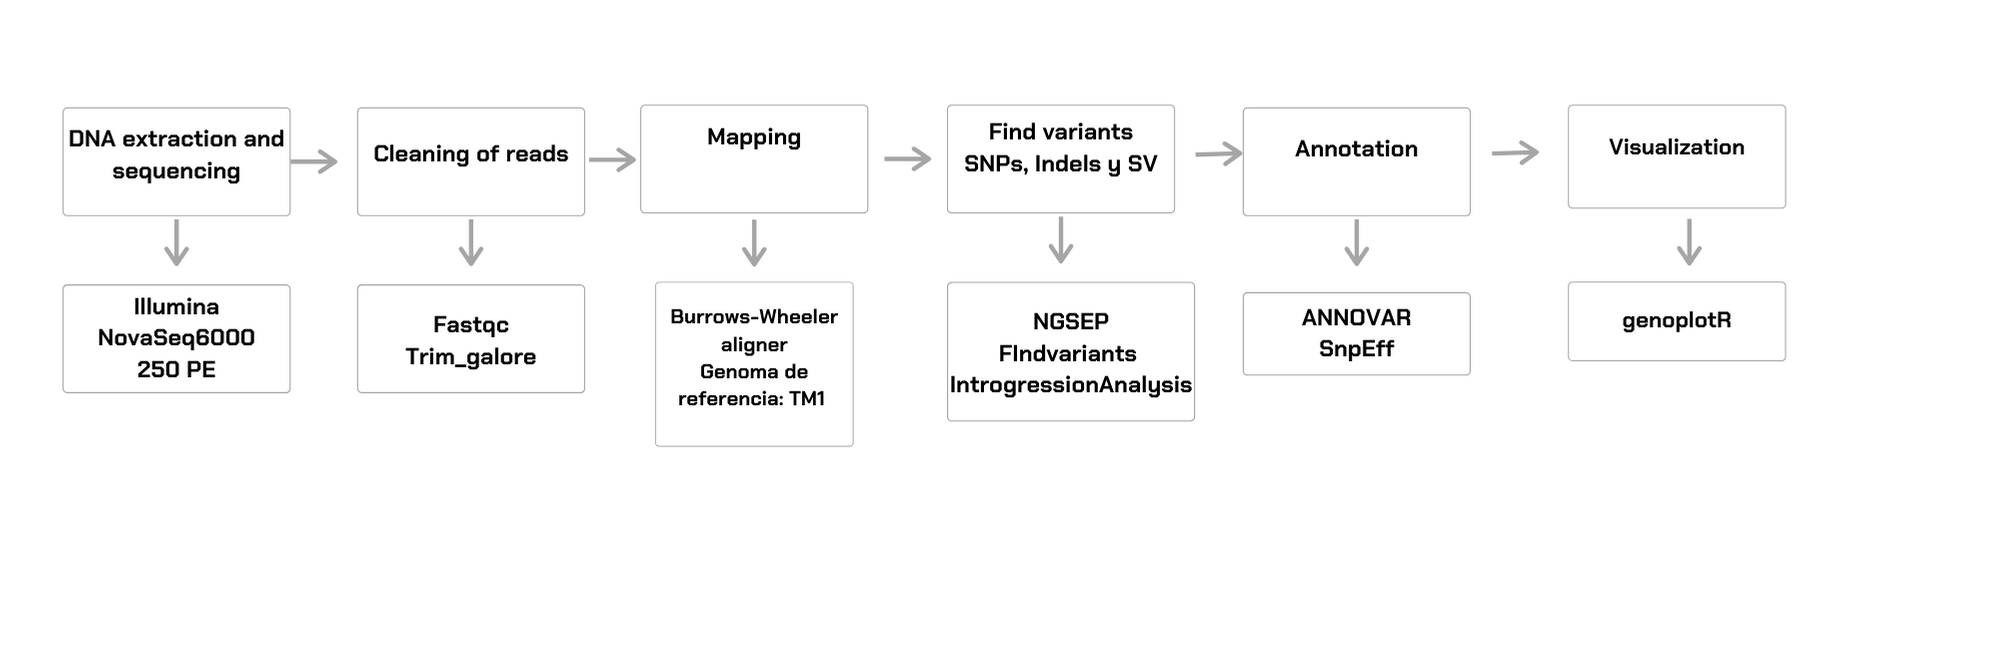 DNA extraction and
sequencing
Cleaning of reads
Mapping
Find variants
SNPs, Indels y SV
Annotation
Visualization
Illumina
NovaSeq6000
250 PE
Fastqc
Trim_galore
Burrows-Wheeler
aligner
Genoma de
referencia: TM1
NGSEP
FIndvariants
IntrogressionAnalysis
ANNOVAR
SnpEff
genoplotR